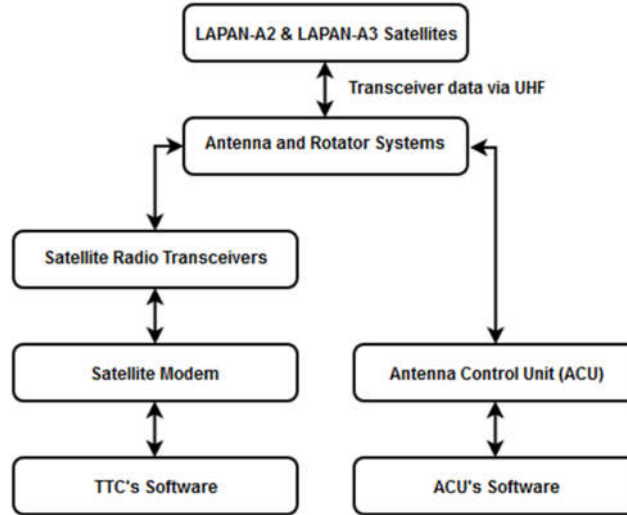 LAPAN-A2 & LAPAN-A3 Satellites
Transceiver data via UHF
Antenna and Rotator Systems
Satellite Radio Transceivers
Satellite Modem
Antenna Control Unit (ACU)
TTC's Software
ACU's Software